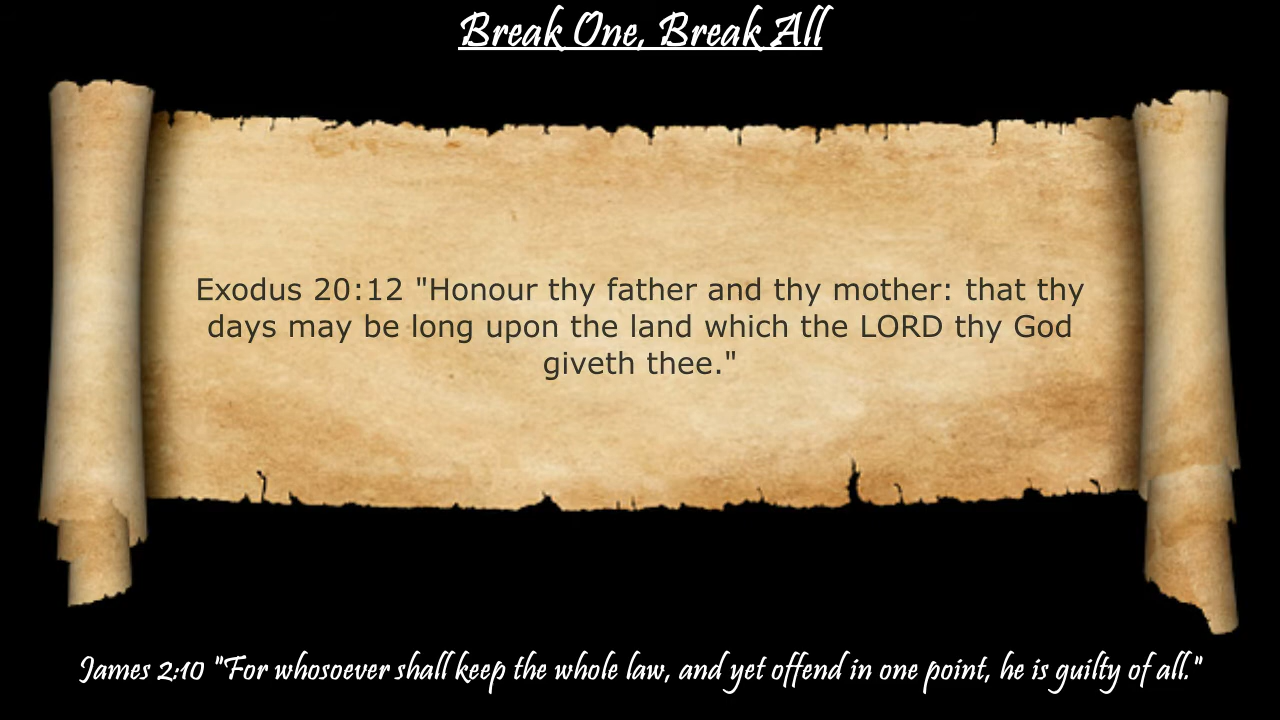 Break One, Break All
Exodus 20:12 "Honour thy father and thy mother: that thy
days may be long upon the land which the LORD thy God
giveth thee."
James 2:10 "For whosoever shall keep the whole law, and yet offend in one point, he is guilty of all."